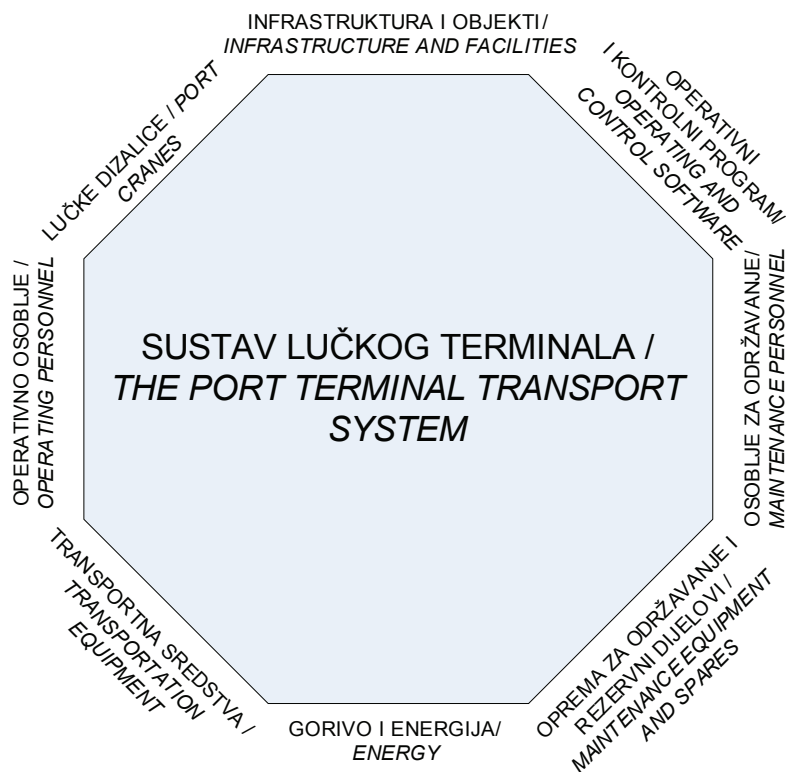 INFRASTRUKTURA I OBJEKTI/
INFRASTRUCTURE AND FACILITIES
OPERATIVNI
I KONTROLNI PROGRAM/
OPERATING AND
CONTROL SOFTWARE
OSOBLJE ZA ODRŽAVANJE/
MAINTENANCE PERSONNEL
OPREMA ZA ODRŽAVANJE I
REZERVNI DIJELOVI /
MAINTENANCE EQUIPMENT
AND SPARES
GORIVO I ENERGIJA/
ENERGY
TRANSPORTNA SREDSTVA /
TRANSPORTATION
EQUIPMENT
OPERATIVNO OSOBLJE /
OPERATING PERSONNEL
LUČKE DIZALICE / PORT
CRANES
SUSTAV LUČKOG TERMINALA /
THE PORT TERMINAL TRANSPORT
SYSTEM